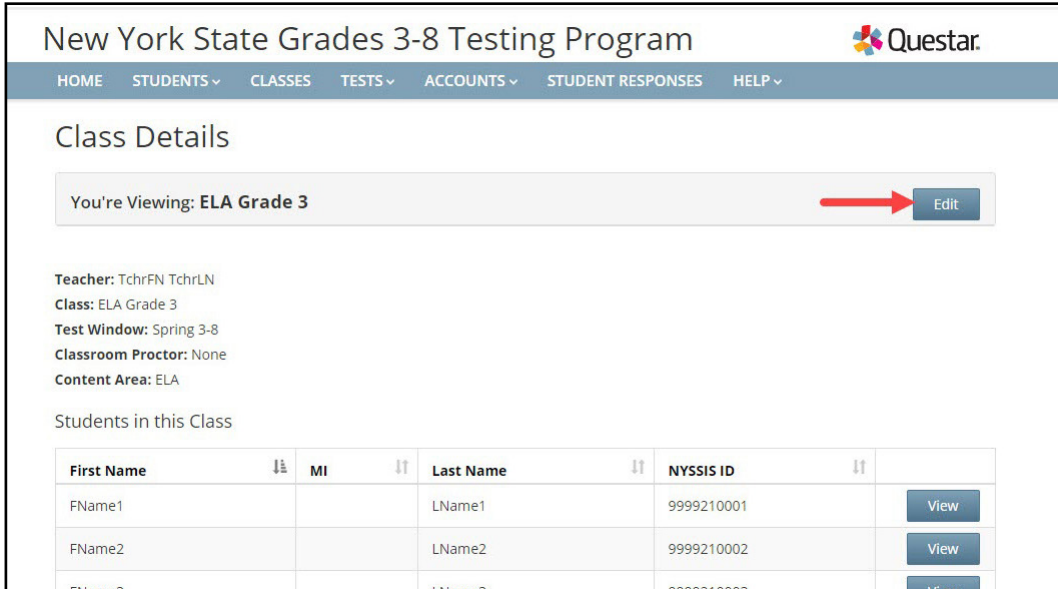 New York State Grades 3-8 Testing Program
Questar
HOME STUDENTS CLASSES TESTS ACCOUNTS STUDENT RESPONSES HELP
Class Details
You're Viewing: ELA Grade 3 Edit
Teacher: TchrFN TchrLN
Class: ELA Grade 3
Test Window: Spring 3-8
Classroom Proctor: None
Content Area: ELA
Students in this Class
First Name MI Last Name NYSSIS ID
FName1 LName1 9999210001 View
FName2 LName2 9999210002 View